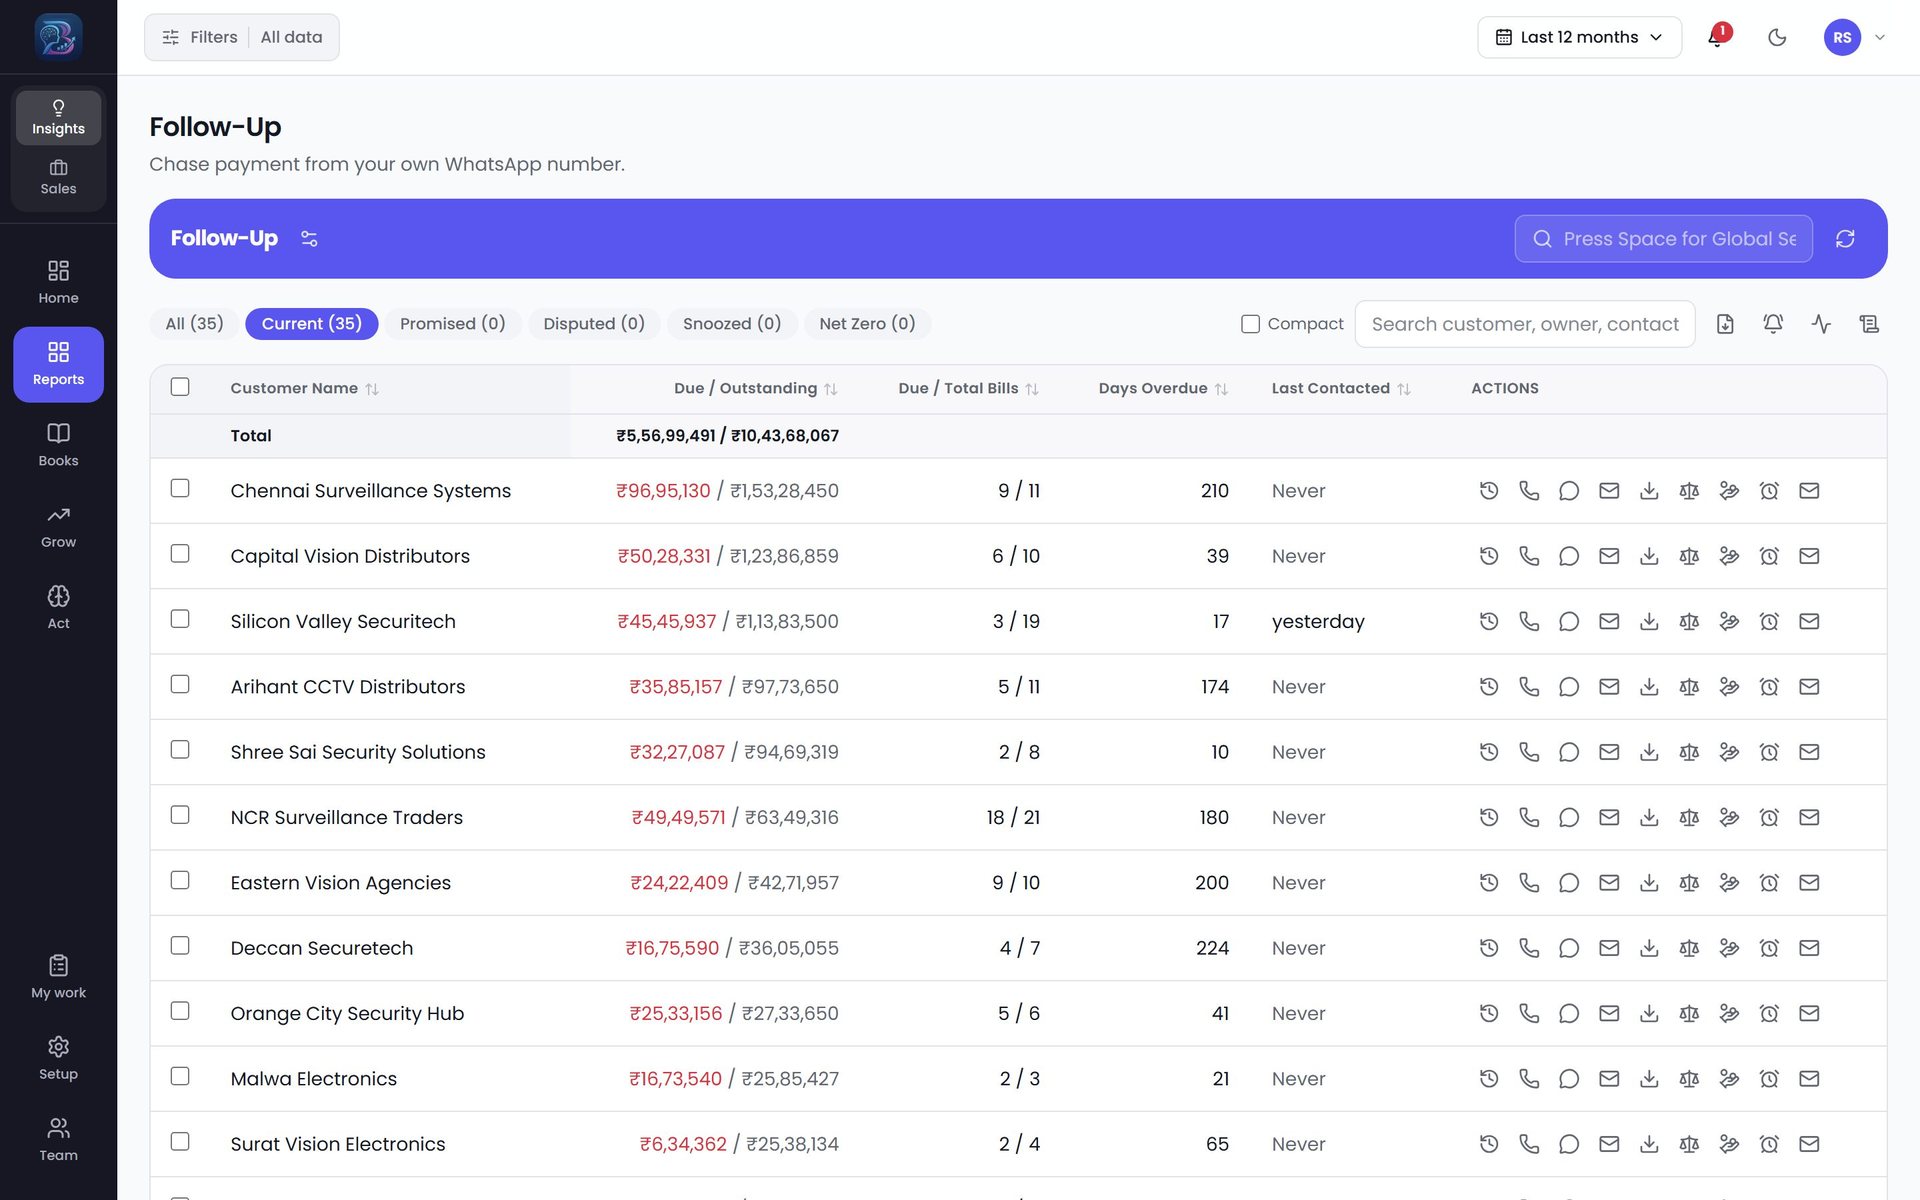 Filters All data
Last 12 months
1
RS
Insights
Sales
Home
Reports
Books
Grow
Act
My work
Setup
Team
Follow-Up
Chase payment from your own WhatsApp number.
Follow-Up
Press Space for Global Se
All (35) Current (35) Promised (0) Disputed (0) Snoozed (0) Net Zero (0)
Compact Search customer, owner, contact
Customer Name Due / Outstanding Due / Total Bills Days Overdue Last Contacted ACTIONS
Total ₹5,56,99,491 / ₹10,43,68,067
Chennai Surveillance Systems ₹96,95,130 / ₹1,53,28,450 9 / 11 210 Never
Capital Vision Distributors ₹50,28,331 / ₹1,23,86,859 6 / 10 39 Never
Silicon Valley Securitech ₹45,45,937 / ₹1,13,83,500 3 / 19 17 yesterday
Arihant CCTV Distributors ₹35,85,157 / ₹97,73,650 5 / 11 174 Never
Shree Sai Security Solutions ₹32,27,087 / ₹94,69,319 2 / 8 10 Never
NCR Surveillance Traders ₹49,49,571 / ₹63,49,316 18 / 21 180 Never
Eastern Vision Agencies ₹24,22,409 / ₹42,71,957 9 / 10 200 Never
Deccan Securetech ₹16,75,590 / ₹36,05,055 4 / 7 224 Never
Orange City Security Hub ₹25,33,156 / ₹27,33,650 5 / 6 41 Never
Malwa Electronics ₹16,73,540 / ₹25,85,427 2 / 3 21 Never
Surat Vision Electronics ₹6,34,362 / ₹25,38,134 2 / 4 65 Never